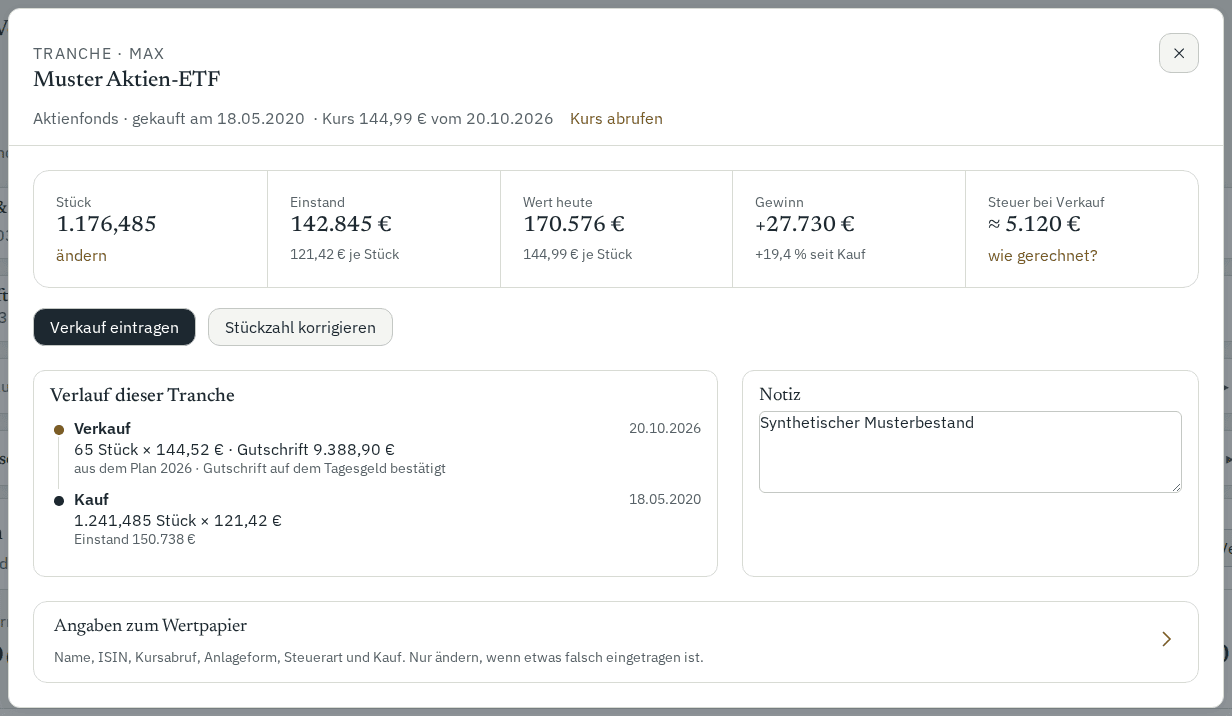 TRANCHE · MAX
Muster Aktien-ETF
Aktienfonds · gekauft am 18.05.2020 · Kurs 144,99 € vom 20.10.2026 Kurs abrufen
Stück
1.176,485
ändern
Einstand
142.845 €
121,42 € je Stück
Wert heute
170.576 €
144,99 € je Stück
Gewinn
+27.730 €
+19,4 % seit Kauf
Steuer bei Verkauf
≈ 5.120 €
wie gerechnet?
Verkauf eintragen
Stückzahl korrigieren
Verlauf dieser Tranche
Verkauf 20.10.2026
65 Stück × 144,52 € · Gutschrift 9.388,90 €
aus dem Plan 2026 · Gutschrift auf dem Tagesgeld bestätigt
Kauf 18.05.2020
1.241,485 Stück × 121,42 €
Einstand 150.738 €
Notiz
Synthetischer Musterbestand
Angaben zum Wertpapier
Name, ISIN, Kursabruf, Anlageform, Steuerart und Kauf. Nur ändern, wenn etwas falsch eingetragen ist.